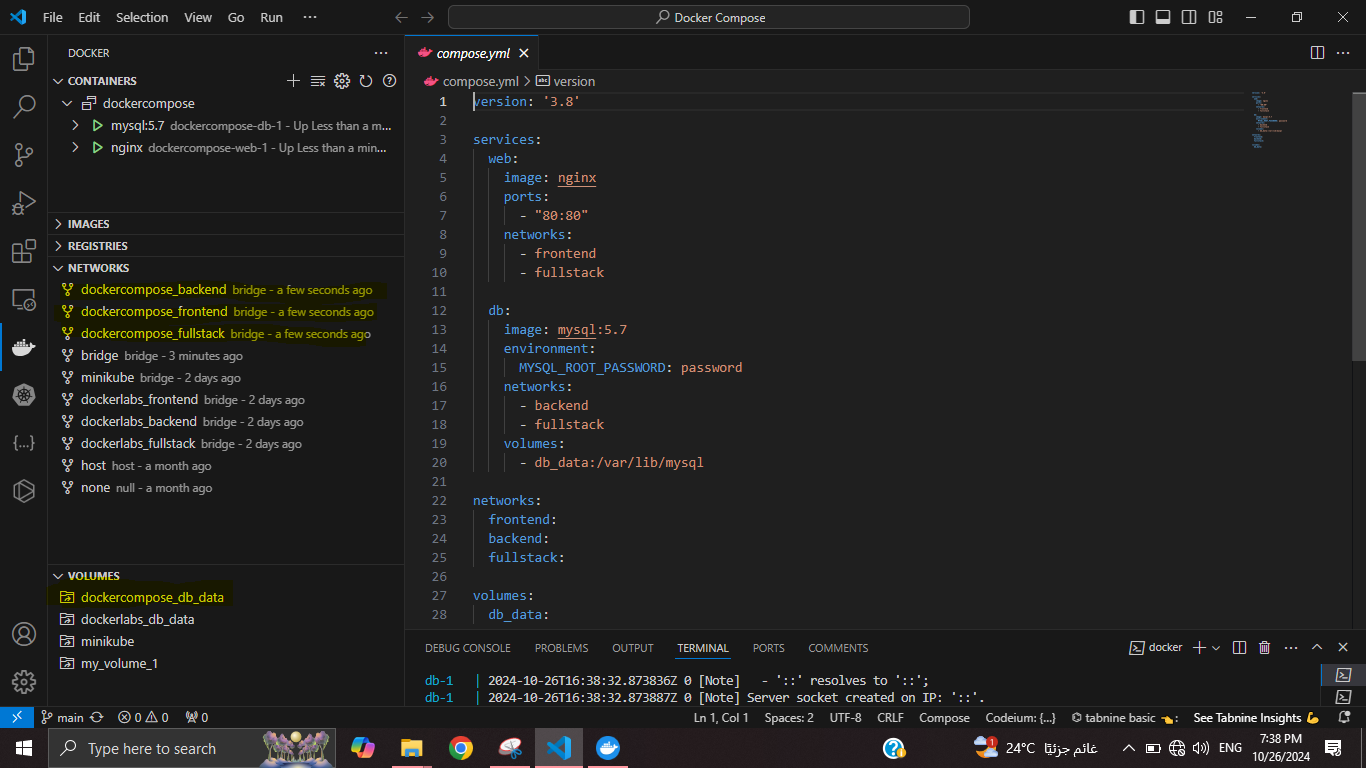 File Edit Selection View Go Run ··· Docker Compose
DOCKER ···
compose.yml
CONTAINERS
compose.yml > version
dockercompose
mysql:5.7 dockercompose-db-1 - Up Less than a m...
nginx dockercompose-web-1 - Up Less than a min...
IMAGES
REGISTRIES
NETWORKS
dockercompose_backend bridge - a few seconds ago
dockercompose_frontend bridge - a few seconds ago
dockercompose_fullstack bridge - a few seconds ago
bridge bridge - 3 minutes ago
minikube bridge - 2 days ago
dockerlabs_frontend bridge - 2 days ago
dockerlabs_backend bridge - 2 days ago
dockerlabs_fullstack bridge - 2 days ago
host host - a month ago
none null - a month ago
VOLUMES
dockercompose_db_data
dockerlabs_db_data
minikube
my_volume_1
1 version: '3.8'
2
3 services:
4   web:
5     image: nginx
6     ports:
7       - "80:80"
8     networks:
9       - frontend
10       - fullstack
11
12   db:
13     image: mysql:5.7
14     environment:
15       MYSQL_ROOT_PASSWORD: password
16     networks:
17       - backend
18       - fullstack
19     volumes:
20       - db_data:/var/lib/mysql
21
22 networks:
23   frontend:
24   backend:
25   fullstack:
26
27 volumes:
28   db_data:
DEBUG CONSOLE PROBLEMS OUTPUT TERMINAL PORTS COMMENTS docker
db-1 | 2024-10-26T16:38:32.873836Z 0 [Note]   - '::' resolves to '::';
db-1 | 2024-10-26T16:38:32.873887Z 0 [Note] Server socket created on IP: '::'.
main 0 0 0 Ln 1, Col 1 Spaces: 2 UTF-8 CRLF Compose Codeium: {...} tabnine basic See Tabnine Insights
Type here to search 1 24°C غائم جزئيًا ENG 7:38 PM
10/26/2024